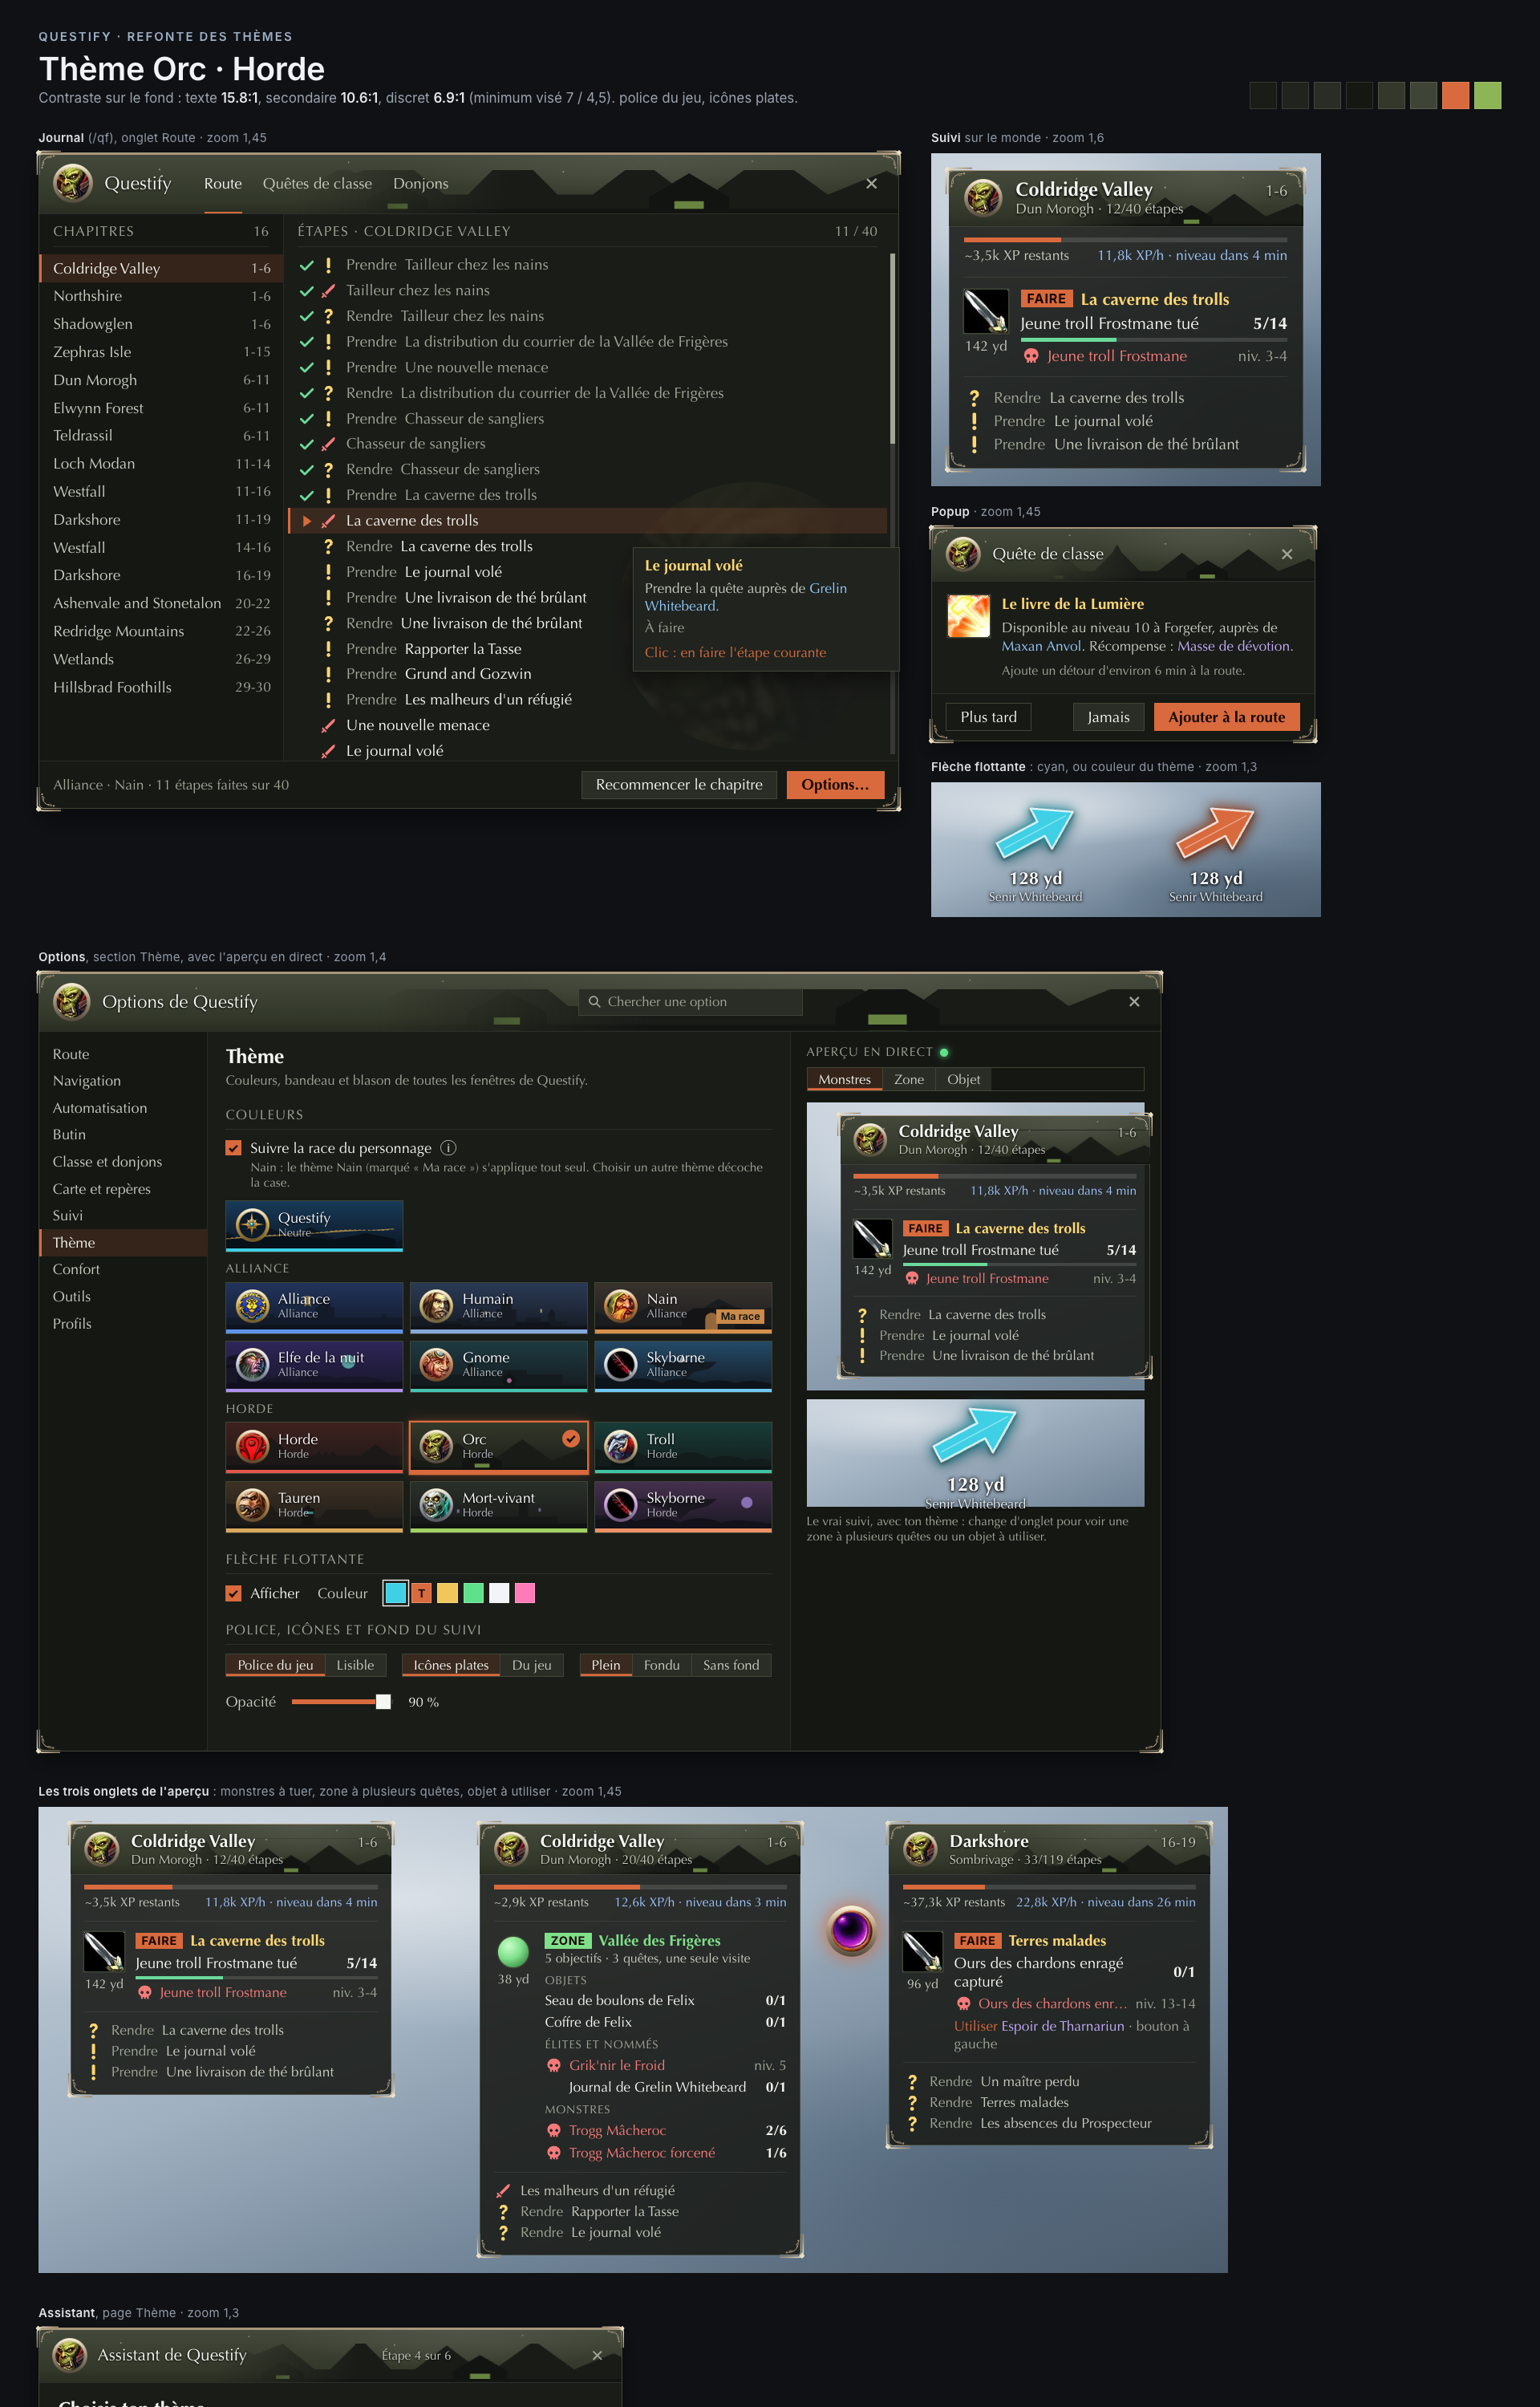 QUESTIFY · REFONTE DES THÈMES
Thème Orc · Horde
Contraste sur le fond : texte 15.8:1, secondaire 10.6:1, discret 6.9:1 (minimum visé 7 / 4,5). police du jeu, icônes plates.
Journal (/qf), onglet Route · zoom 1,45
Questify
Route
Quêtes de classe
Donjons
CHAPITRES 16
Coldridge Valley 1-6
Northshire 1-6
Shadowglen 1-6
Zephras Isle 1-15
Dun Morogh 6-11
Elwynn Forest 6-11
Teldrassil 6-11
Loch Modan 11-14
Westfall 11-16
Darkshore 11-19
Westfall 14-16
Darkshore 16-19
Ashenvale and Stonetalon 20-22
Redridge Mountains 22-26
Wetlands 26-29
Hillsbrad Foothills 29-30
ÉTAPES · COLDRIDGE VALLEY 11 / 40
Prendre Tailleur chez les nains
Tailleur chez les nains
Rendre Tailleur chez les nains
Prendre La distribution du courrier de la Vallée de Frigères
Prendre Une nouvelle menace
Rendre La distribution du courrier de la Vallée de Frigères
Prendre Chasseur de sangliers
Chasseur de sangliers
Rendre Chasseur de sangliers
Prendre La caverne des trolls
La caverne des trolls
Rendre La caverne des trolls
Prendre Le journal volé
Prendre Une livraison de thé brûlant
Rendre Une livraison de thé brûlant
Prendre Rapporter la Tasse
Prendre Grund and Gozwin
Prendre Les malheurs d'un réfugié
Une nouvelle menace
Le journal volé
Le journal volé
Prendre la quête auprès de Grelin
Whitebeard.
À faire
Clic : en faire l'étape courante
Alliance · Nain · 11 étapes faites sur 40
Recommencer le chapitre
Options...
Suivi sur le monde · zoom 1,6
Coldridge Valley 1-6
Dun Morogh · 12/40 étapes
~3,5k XP restants 11,8k XP/h · niveau dans 4 min
FAIRE La caverne des trolls
Jeune troll Frostmane tué 5/14
142 yd
Jeune troll Frostmane niv. 3-4
Rendre La caverne des trolls
Prendre Le journal volé
Prendre Une livraison de thé brûlant
Popup · zoom 1,45
Quête de classe
Le livre de la Lumière
Disponible au niveau 10 à Forgefer, auprès de
Maxan Anvol. Récompense : Masse de dévotion.
Ajoute un détour d'environ 6 min à la route.
Plus tard
Jamais
Ajouter à la route
Flèche flottante : cyan, ou couleur du thème · zoom 1,3
128 yd
Senir Whitebeard
128 yd
Senir Whitebeard
Options, section Thème, avec l'aperçu en direct · zoom 1,4
Options de Questify
Chercher une option
Route
Navigation
Automatisation
Butin
Classe et donjons
Carte et repères
Suivi
Thème
Confort
Outils
Profils
Thème
Couleurs, bandeau et blason de toutes les fenêtres de Questify.
COULEURS
Suivre la race du personnage i
Nain : le thème Nain (marqué « Ma race ») s'applique tout seul. Choisir un autre thème décoche
la case.
Questify
Neutre
ALLIANCE
Alliance
Alliance
Humain
Alliance
Nain
Alliance
Ma race
Elfe de la nuit
Alliance
Gnome
Alliance
Skyborne
Alliance
HORDE
Horde
Horde
Orc
Horde
Troll
Horde
Tauren
Horde
Mort-vivant
Horde
Skyborne
Horde
FLÈCHE FLOTTANTE
Afficher Couleur T
POLICE, ICÔNES ET FOND DU SUIVI
Police du jeu Lisible Icônes plates Du jeu Plein Fondu Sans fond
Opacité 90 %
APERÇU EN DIRECT
Monstres Zone Objet
Coldridge Valley 1-6
Dun Morogh · 12/40 étapes
~3,5k XP restants 11,8k XP/h · niveau dans 4 min
FAIRE La caverne des trolls
Jeune troll Frostmane tué 5/14
142 yd
Jeune troll Frostmane niv. 3-4
Rendre La caverne des trolls
Prendre Le journal volé
Prendre Une livraison de thé brûlant
128 yd
Senir Whitebeard
Le vrai suivi, avec ton thème : change d'onglet pour voir une
zone à plusieurs quêtes ou un objet à utiliser.
Les trois onglets de l'aperçu : monstres à tuer, zone à plusieurs quêtes, objet à utiliser · zoom 1,45
Coldridge Valley 1-6
Dun Morogh · 12/40 étapes
~3,5k XP restants 11,8k XP/h · niveau dans 4 min
FAIRE La caverne des trolls
Jeune troll Frostmane tué 5/14
142 yd
Jeune troll Frostmane niv. 3-4
Rendre La caverne des trolls
Prendre Le journal volé
Prendre Une livraison de thé brûlant
Coldridge Valley 1-6
Dun Morogh · 20/40 étapes
~2,9k XP restants 12,6k XP/h · niveau dans 3 min
ZONE Vallée des Frigères
5 objectifs · 3 quêtes, une seule visite
38 yd
OBJETS
Seau de boulons de Felix 0/1
Coffre de Felix 0/1
ÉLITES ET NOMMÉS
Grik'nir le Froid niv. 5
Journal de Grelin Whitebeard 0/1
MONSTRES
Trogg Mâcheroc 2/6
Trogg Mâcheroc forcené 1/6
Les malheurs d'un réfugié
Rendre Rapporter la Tasse
Rendre Le journal volé
Darkshore 16-19
Sombrivage · 33/119 étapes
~37,3k XP restants 22,8k XP/h · niveau dans 26 min
FAIRE Terres malades
Ours des chardons enragé
capturé 0/1
96 yd
Ours des chardons enr... niv. 13-14
Utiliser Espoir de Tharnariun · bouton à
gauche
Rendre Un maître perdu
Rendre Terres malades
Rendre Les absences du Prospecteur
Assistant, page Thème · zoom 1,3
Assistant de Questify
Étape 4 sur 6